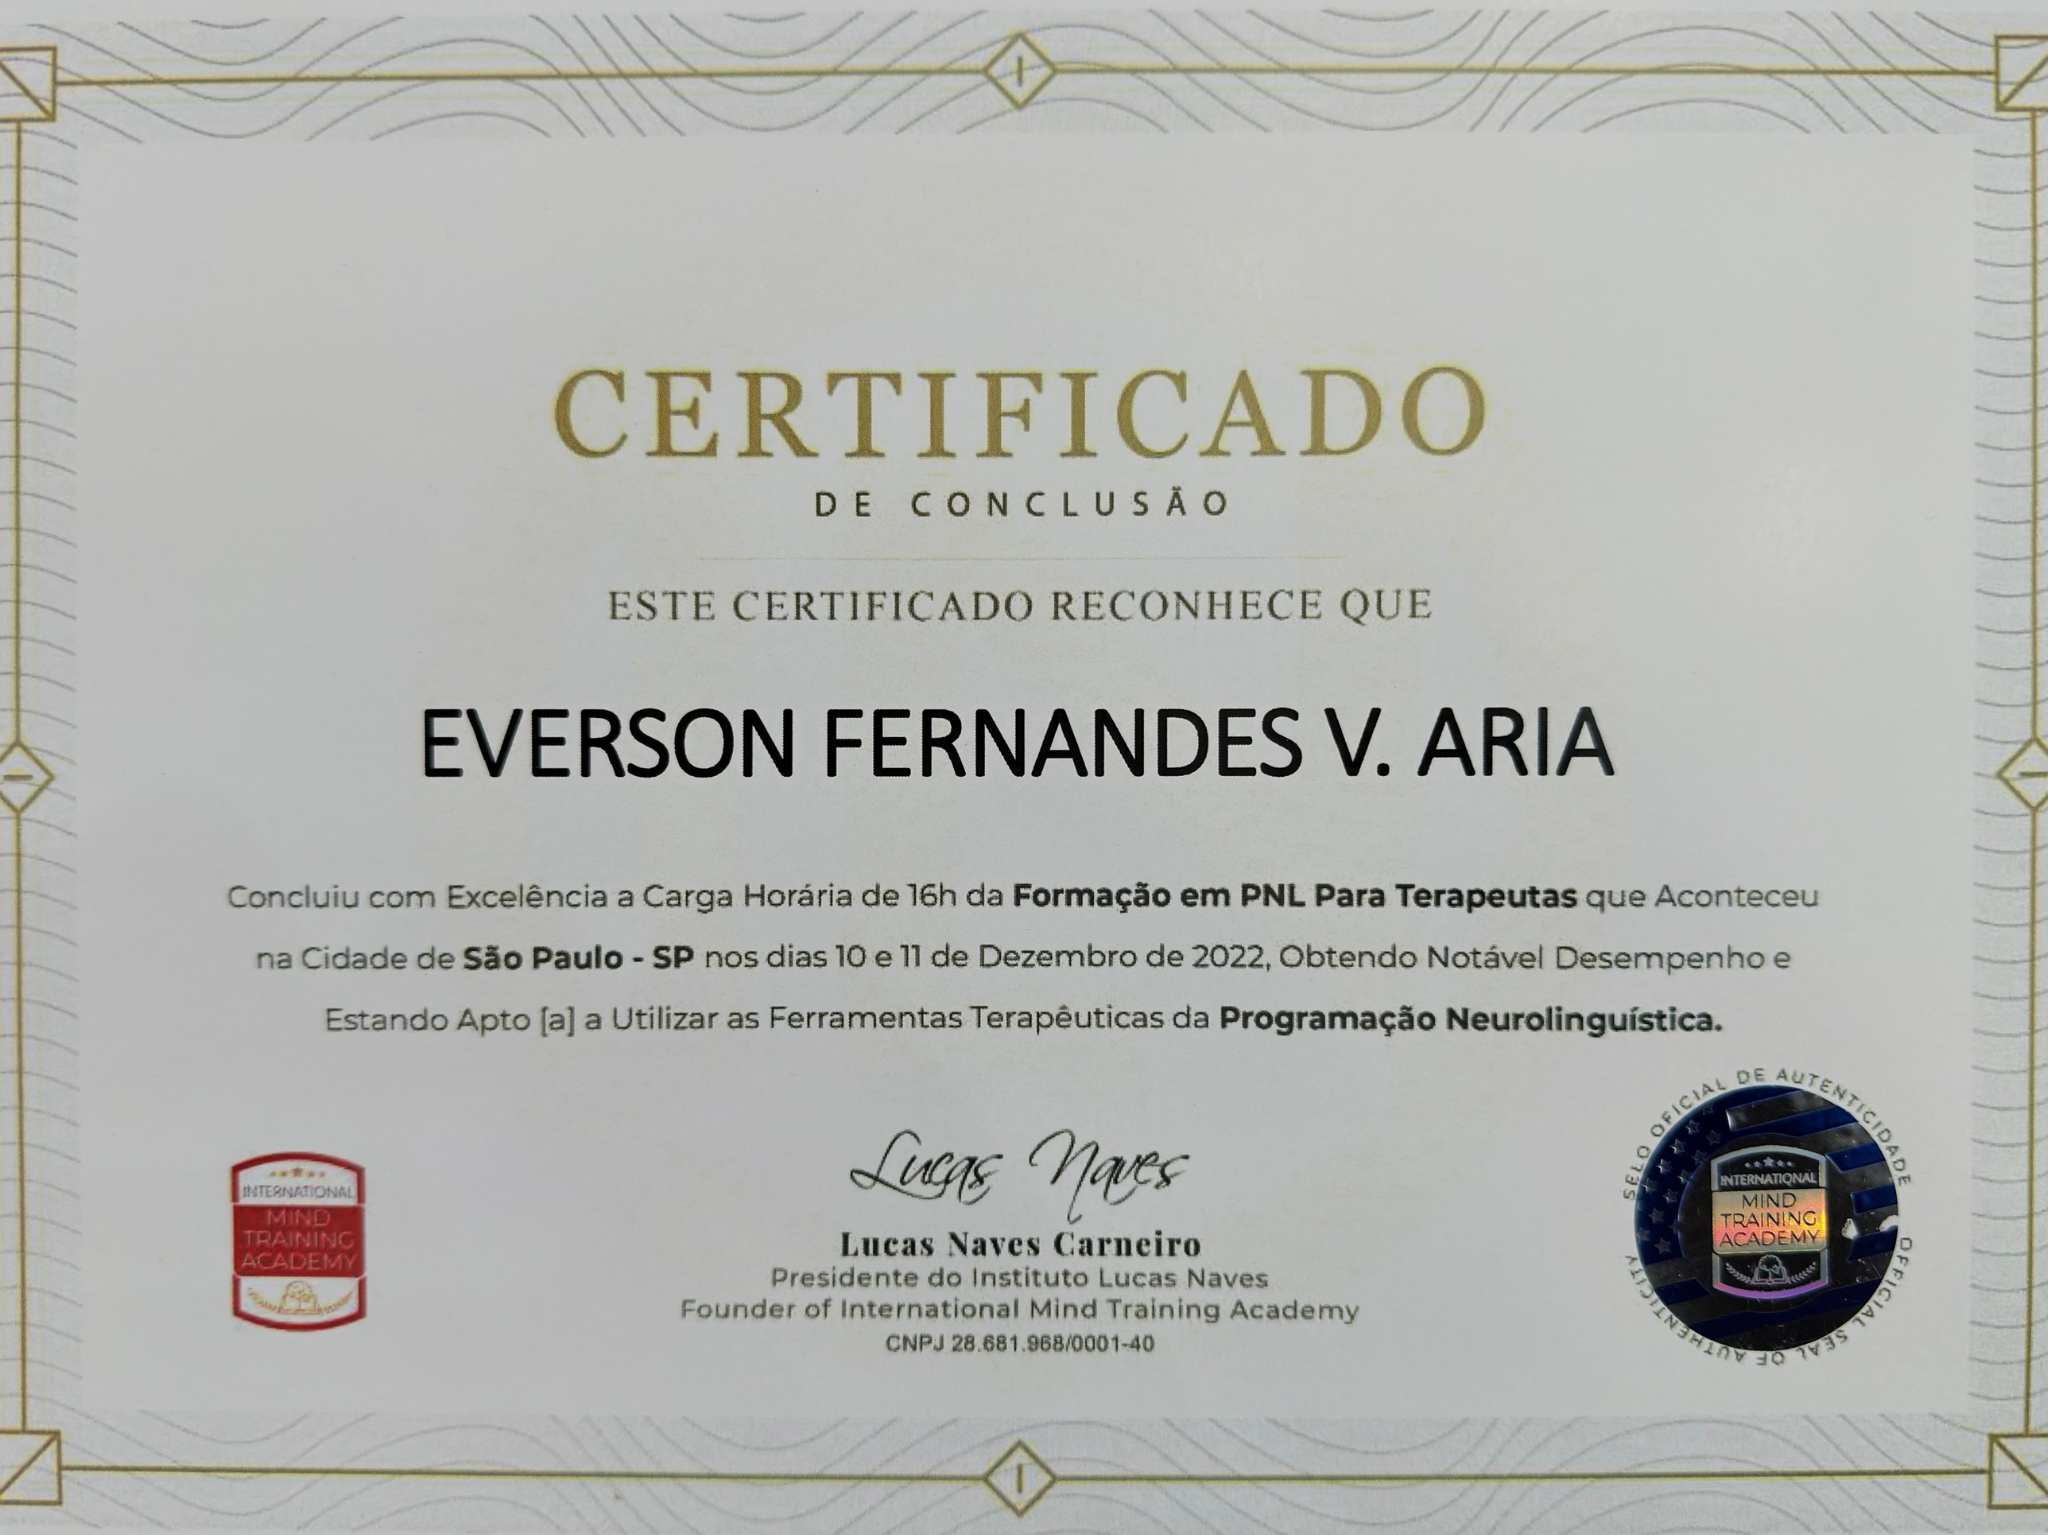 CERTIFICADO
DE CONCLUSÃO
ESTE CERTIFICADO RECONHECE QUE
EVERSON FERNANDES V. ARIA
Concluiu com Excelência a Carga Horária de 16h da Formação em PNL Para Terapeutas que Aconteceu
na Cidade de São Paulo - SP nos dias 10 e 11 de Dezembro de 2022, Obtendo Notável Desempenho e
Estando Apto [a] a Utilizar as Ferramentas Terapêuticas da Programação Neurolinguística.
Lucas Naves
Lucas Naves Carneiro
Presidente do Instituto Lucas Naves
Founder of International Mind Training Academy
CNPJ 28.681.968/0001-40
INTERNATIONAL
MIND
TRAINING
ACADEMY
SELO OFICIAL DE AUTENTICIDADE
INTERNATIONAL
MIND
TRAINING
ACADEMY
OFFICIAL SEAL OF AUTHENTICITY